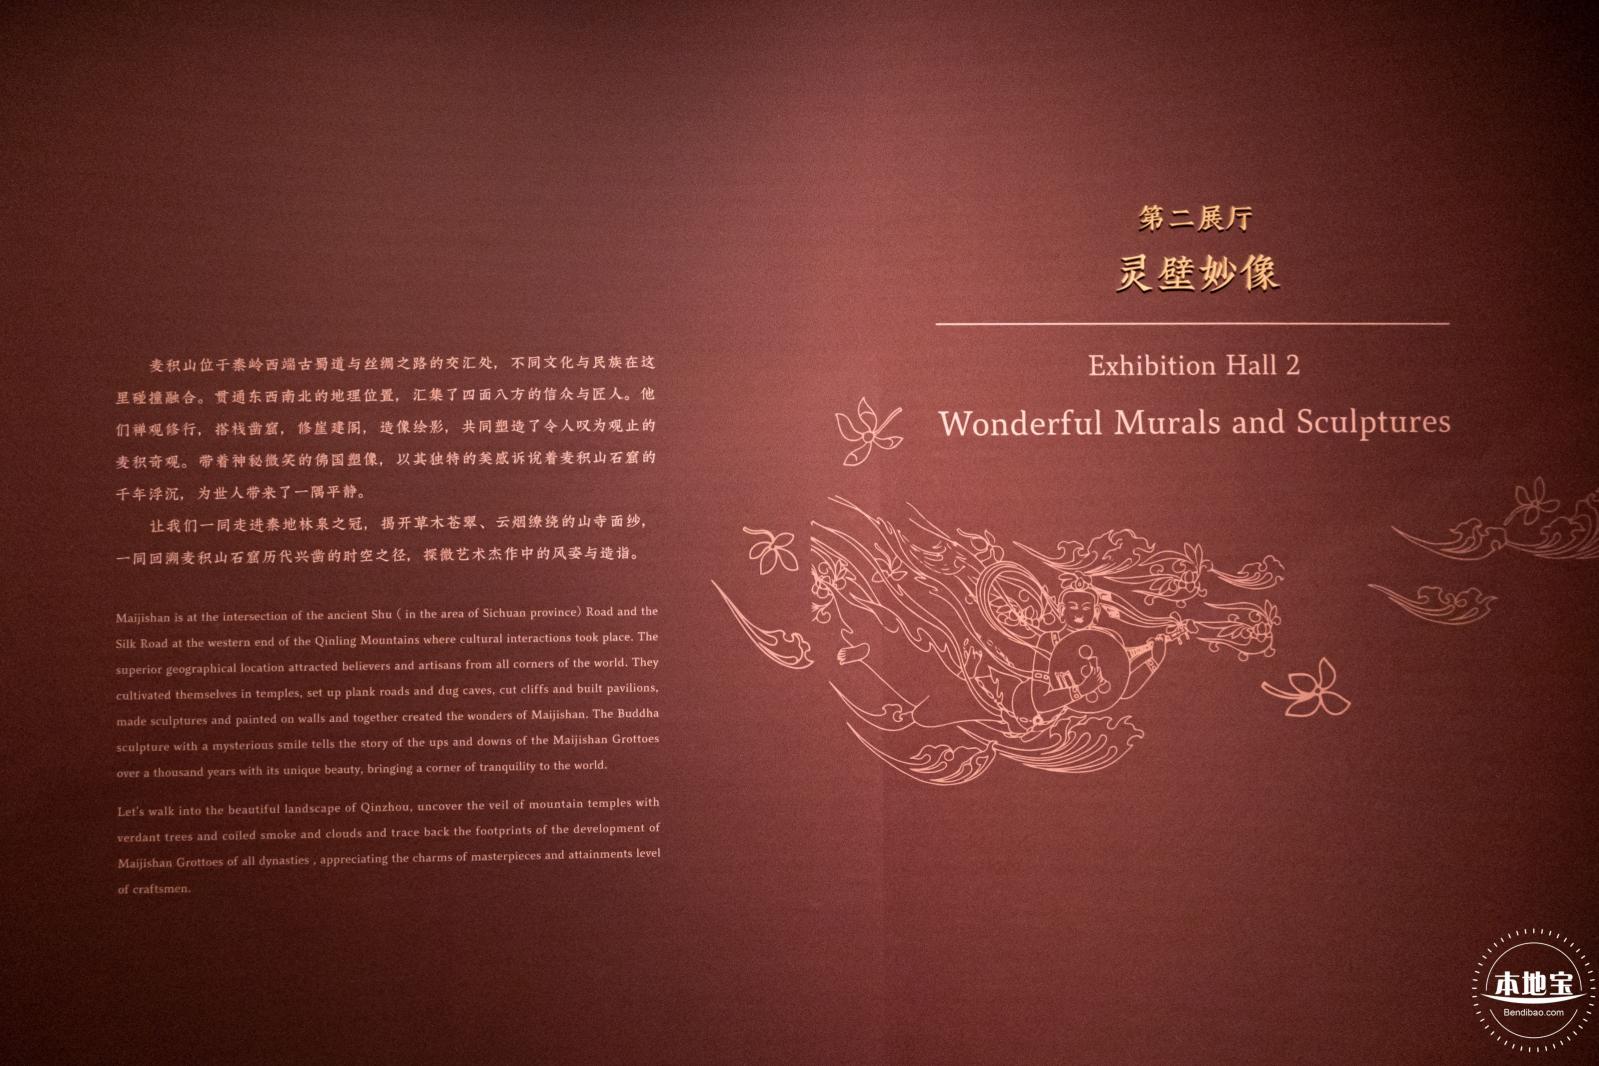 第二展厅
灵壁妙像
Exhibition Hall 2
Wonderful Murals and Sculptures
麦积山位于秦岭西端古蜀道与丝绸之路的交汇处，不同文化与民族在这
里碰撞融合。贯通东西南北的地理位置，汇集了四面八方的信众与匠人。他
们禅观修行，搭栈凿窟，修崖建阁，造像绘影，共同塑造了令人叹为观止的
麦积奇观。带着神秘微笑的佛国塑像，以其独特的美感诉说着麦积山石窟的
千年浮沉，为世人带来了一隅平静。
让我们一同走进秦地林泉之冠，揭开草木苍翠、云烟缭绕的山寺面纱，
一同回溯麦积山石窟历代兴凿的时空之径，探微艺术杰作中的风姿与造诣。
Maijishan is at the intersection of the ancient Shu ( in the area of Sichuan province) Road and the
Silk Road at the western end of the Qinling Mountains where cultural interactions took place. The
superior geographical location attracted believers and artisans from all corners of the world. They
cultivated themselves in temples, set up plank roads and dug caves, cut cliffs and built pavilions,
made sculptures and painted on walls and together created the wonders of Maijishan. The Buddha
sculpture with a mysterious smile tells the story of the ups and downs of the Maijishan Grottoes
over a thousand years with its unique beauty, bringing a corner of tranquility to the world.
Let's walk into the beautiful landscape of Qinzhou, uncover the veil of mountain temples with
verdant trees and coiled smoke and clouds and trace back the footprints of the development of
Maijishan Grottoes of all dynasties , appreciating the charms of masterpieces and attainments level
of craftsmen.
本地宝
Bendibao.com